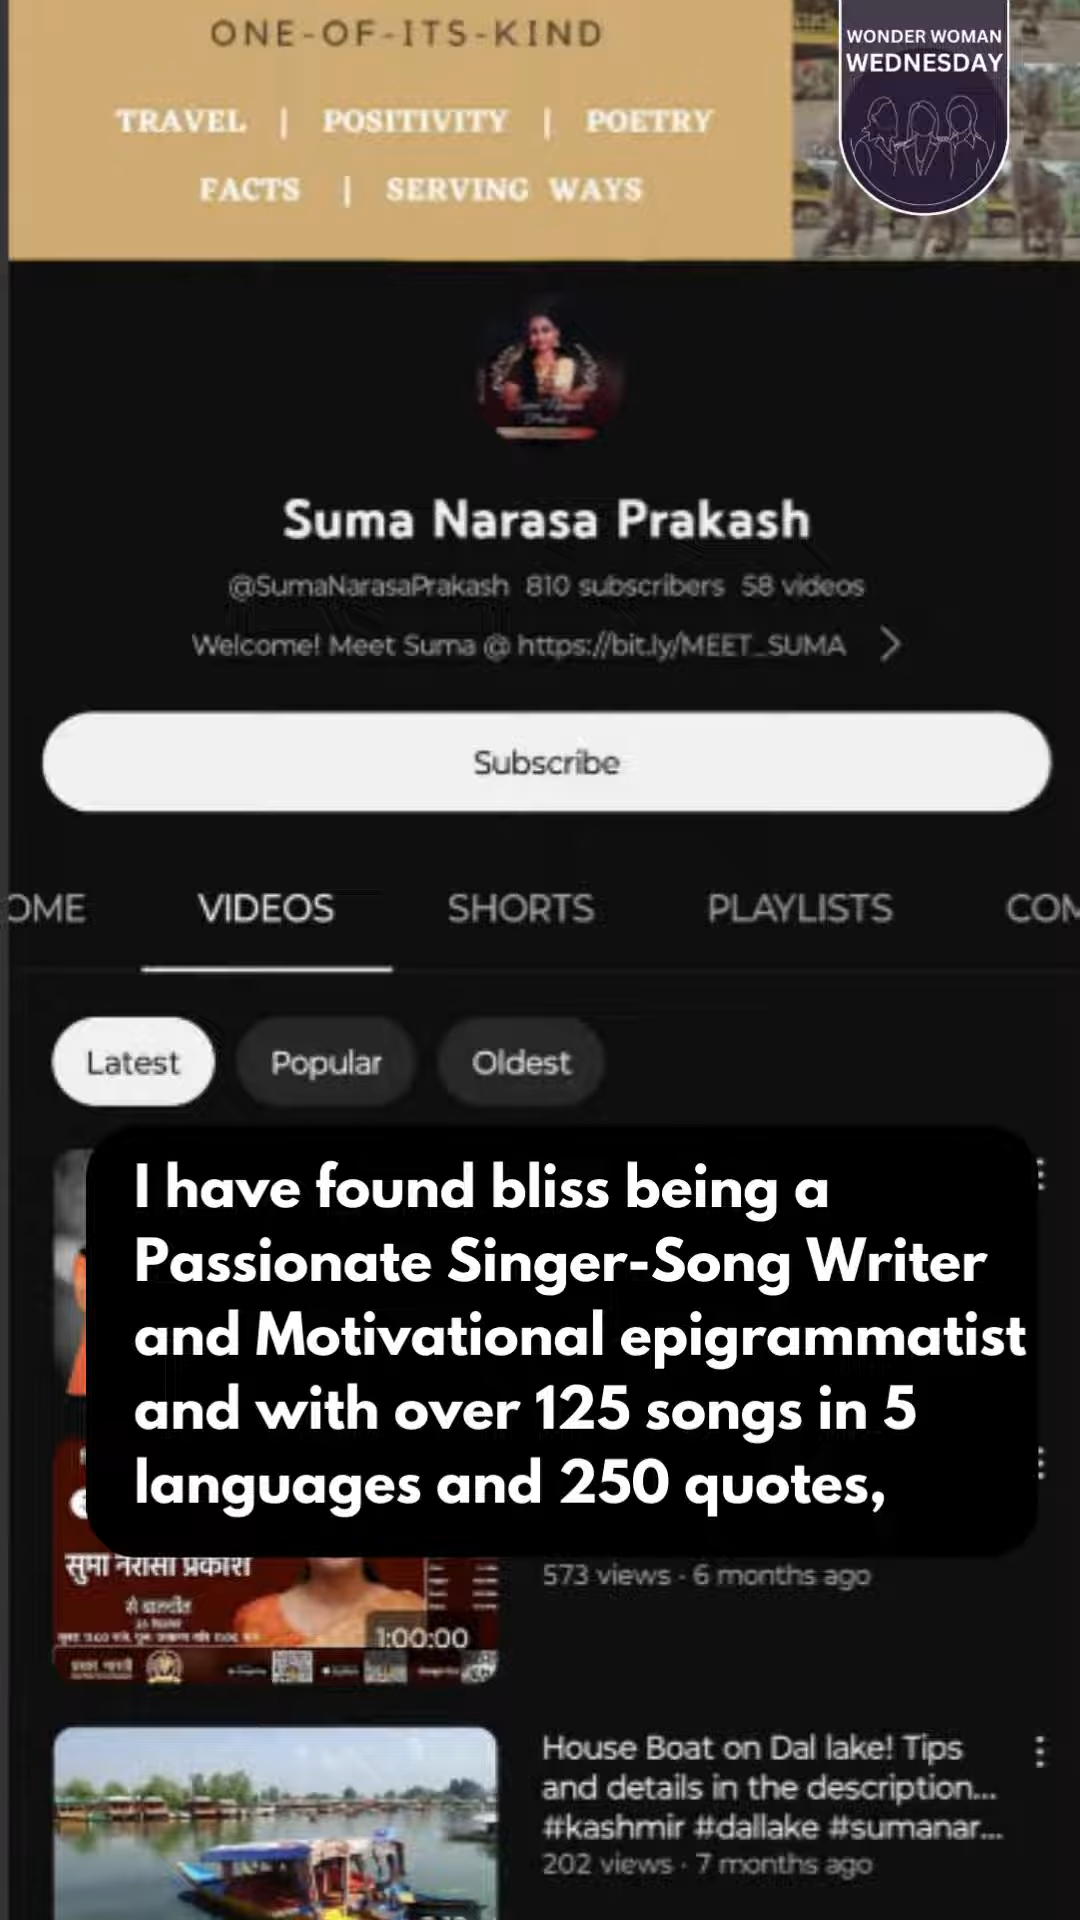 ONE-OF-ITS-KIND
WONDER WOMAN
WEDNESDAY
TRAVEL | POSITIVITY | POETRY
FACTS | SERVING WAYS
Suma Narasa Prakash
@SumaNarasaPrakash 810 subscribers 58 videos
Welcome! Meet Suma @ https://bit.ly/MEET_SUMA
Subscribe
OME VIDEOS SHORTS PLAYLISTS COM
Latest Popular Oldest
I have found bliss being a
Passionate Singer-Song Writer
and Motivational epigrammatist
and with over 125 songs in 5
languages and 250 quotes,
सुमा नरासा प्रकाश
से बातचीत
573 views · 6 months ago
1:00:00
House Boat on Dal lake! Tips
and details in the description...
#kashmir #dallake #sumanar...
202 views · 7 months ago